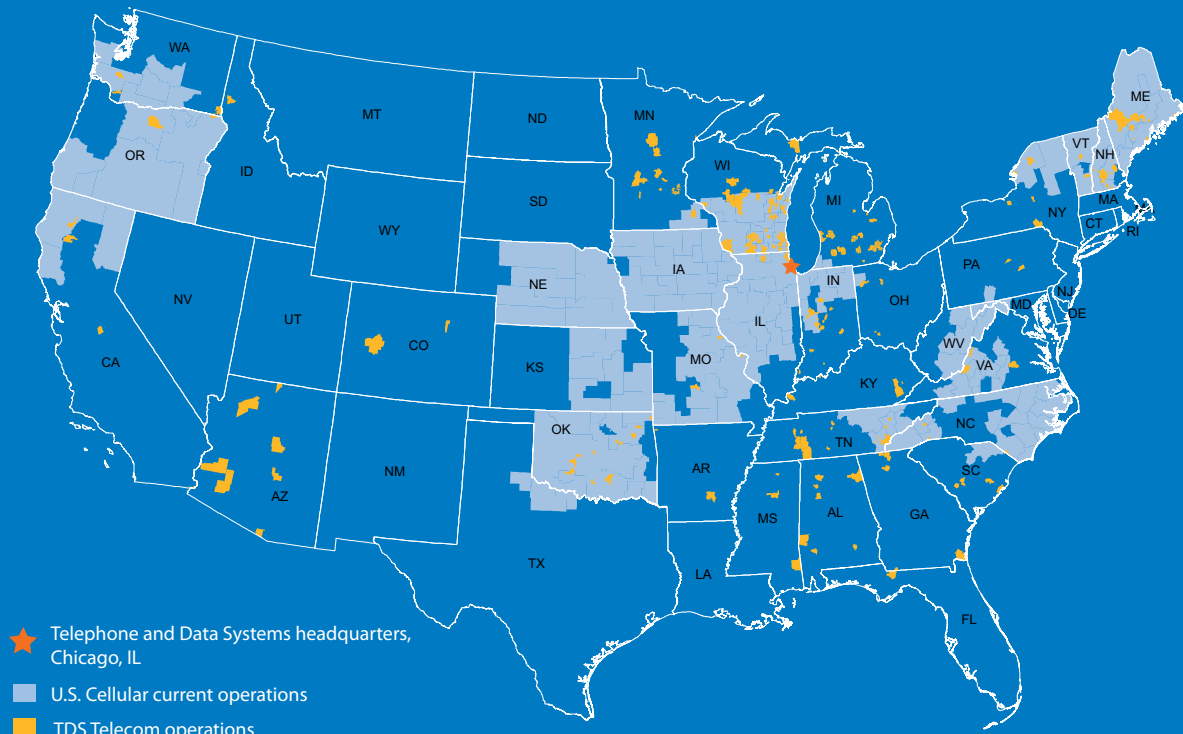 WA
MT
ND
MN
ME
OR
ID
WI
VT
NH
SD
MI
NY
MA
WY
CT
RI
IA
PA
NE
IN
OH
NJ
NV
UT
IL
MD
DE
CO
WV
CA
KS
MO
VA
KY
OK
NC
TN
NM
AR
SC
AZ
MS
AL
GA
TX
LA
FL
Telephone and Data Systems headquarters,
Chicago, IL
U.S. Cellular current operations
TDS Telecom operations